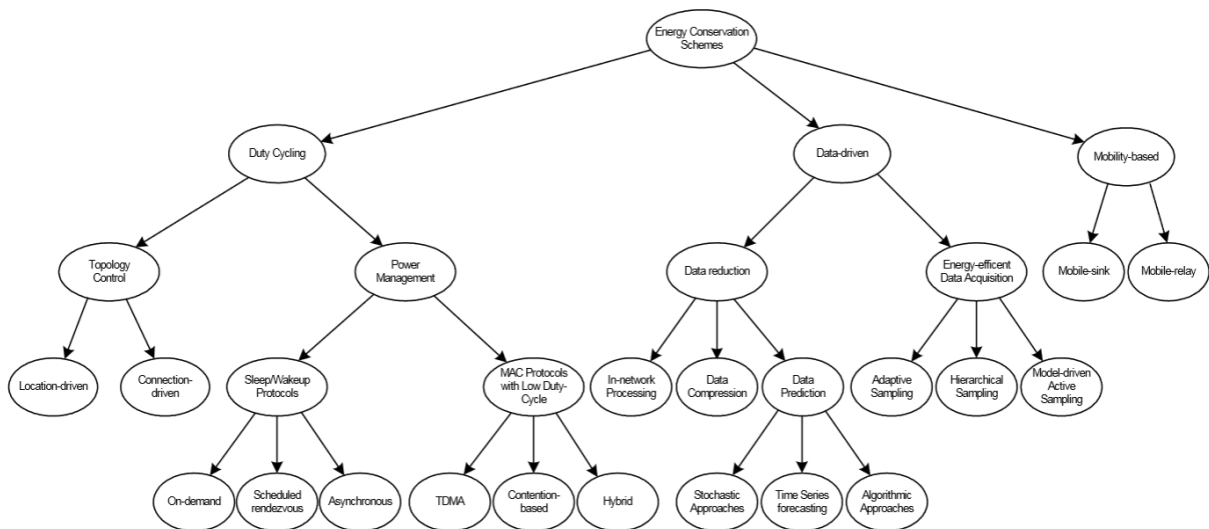 Energy Conservation
Schemes
Duty Cycling
Data-driven
Mobility-based
Topology
Control
Power
Management
Data reduction
Energy-efficent
Data Acquisition
Mobile-sink
Mobile-relay
Location-driven
Connection-
driven
Sleep/Wakeup
Protocols
MAC Protocols
with Low Duty-
Cycle
In-network
Processing
Data
Compression
Data
Prediction
Adaptive
Sampling
Hierarchical
Sampling
Model-driven
Active
Sampling
On-demand
Scheduled
rendezvous
Asynchronous
TDMA
Contention-
based
Hybrid
Stochastic
Approaches
Time Series
forecasting
Algorithmic
Approaches